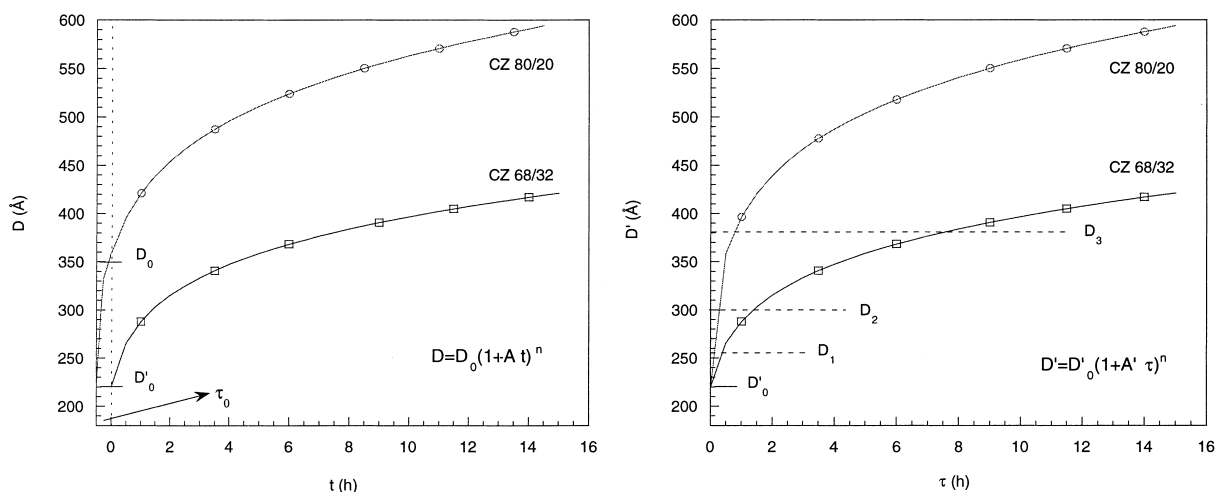 600
550
500
450
400
350
300
250
200
D (Å)
CZ 80/20
CZ 68/32
D₀
D'₀
τ₀
D=D₀(1+A t)ⁿ
0 2 4 6 8 10 12 14 16
t (h)
600
550
500
450
400
350
300
250
200
D' (Å)
CZ 80/20
CZ 68/32
D₃
D₂
D₁
D'₀
D'=D'₀(1+A' τ)ⁿ
0 2 4 6 8 10 12 14 16
τ (h)